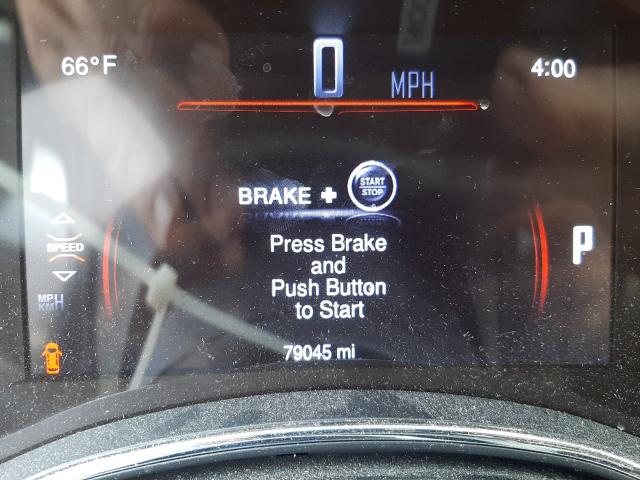 66°F
0 MPH
4:00
BRAKE + START STOP
Press Brake
and
Push Button
to Start
SPEED
P
MPH
KMH
79045 mi